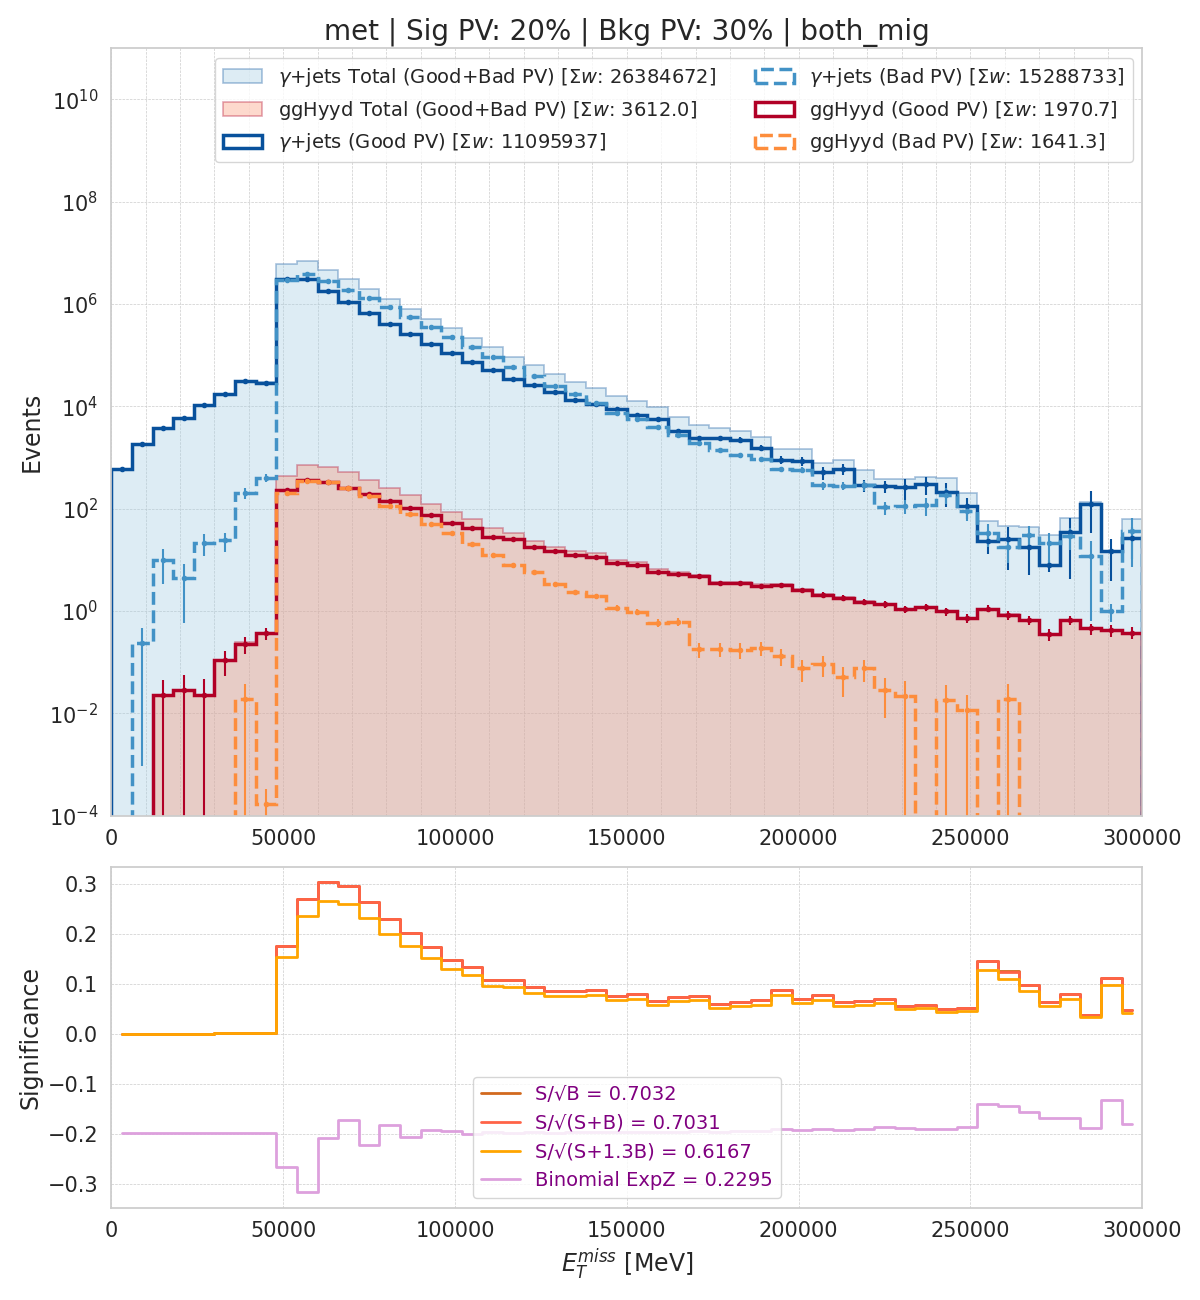 met | Sig PV: 20% | Bkg PV: 30% | both_mig
γ+jets Total (Good+Bad PV) [Σw: 26384672]
ggHyyd Total (Good+Bad PV) [Σw: 3612.0]
γ+jets (Good PV) [Σw: 11095937]
γ+jets (Bad PV) [Σw: 15288733]
ggHyyd (Good PV) [Σw: 1970.7]
ggHyyd (Bad PV) [Σw: 1641.3]
Events
10^10
10^8
10^6
10^4
10^2
10^0
10^−2
10^−4
0 50000 100000 150000 200000 250000 300000
Significance
0.3
0.2
0.1
0.0
−0.1
−0.2
−0.3
S/√B = 0.7032
S/√(S+B) = 0.7031
S/√(S+1.3B) = 0.6167
Binomial ExpZ = 0.2295
0 50000 100000 150000 200000 250000 300000
E_T^miss [MeV]